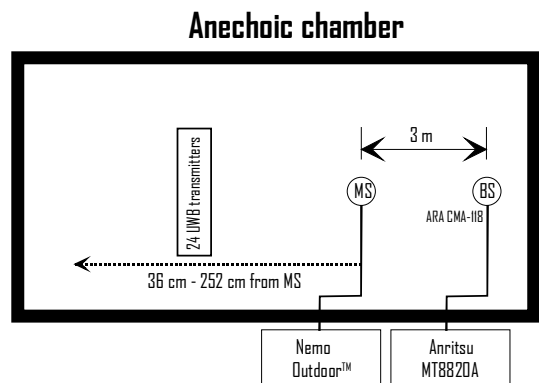 Anechoic chamber
24 UWB transmitters
3 m
MS
BS
ARA CMA-118
36 cm - 252 cm from MS
Nemo
Outdoor™
Anritsu
MT8820A